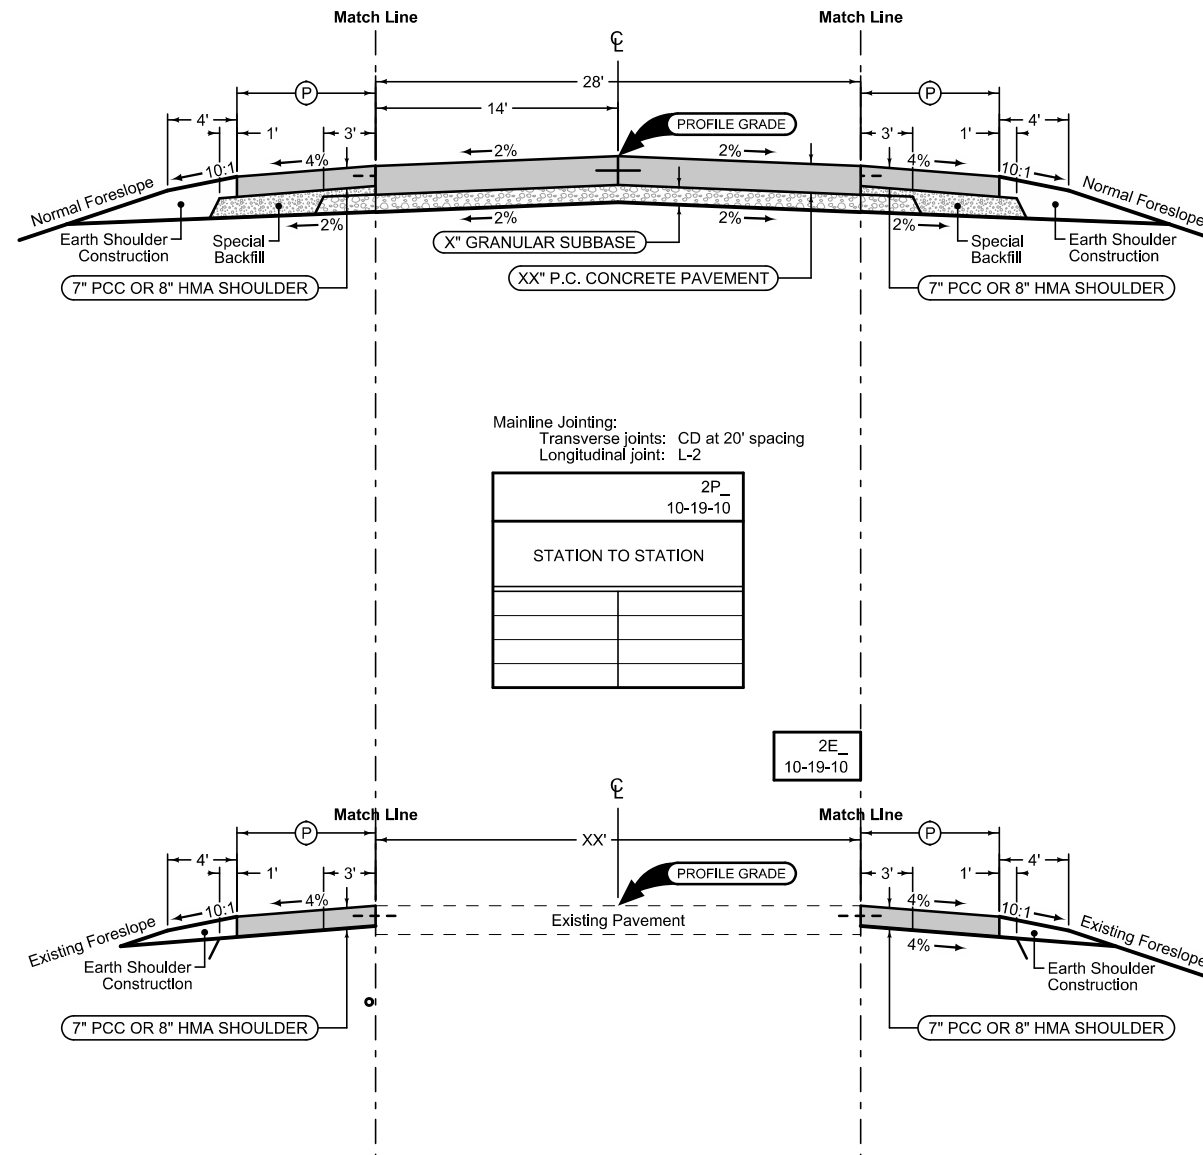 Match Line
Match Line
℄
28'
P
P
14'
4'
1'
3'
PROFILE GRADE
3'
1'
4'
10:1
4%
2%
2%
4%
10:1
Normal Foreslope
Normal Foreslope
2%
2%
2%
2%
Earth Shoulder
Construction
Special
Backfill
X" GRANULAR SUBBASE
Special
Backfill
Earth Shoulder
Construction
7" PCC OR 8" HMA SHOULDER
XX" P.C. CONCRETE PAVEMENT
7" PCC OR 8" HMA SHOULDER
Mainline Jointing:
Transverse joints: CD at 20' spacing
Longitudinal joint: L-2
2P_
10-19-10
STATION TO STATION
2E_
10-19-10
℄
Match LIne
Match LIne
P
XX'
P
4'
1'
3'
PROFILE GRADE
3'
1'
4'
10:1
4%
4%
10:1
Existing Foreslope
Existing Pavement
Existing Foreslope
4%
Earth Shoulder
Construction
Earth Shoulder
Construction
7" PCC OR 8" HMA SHOULDER
7" PCC OR 8" HMA SHOULDER